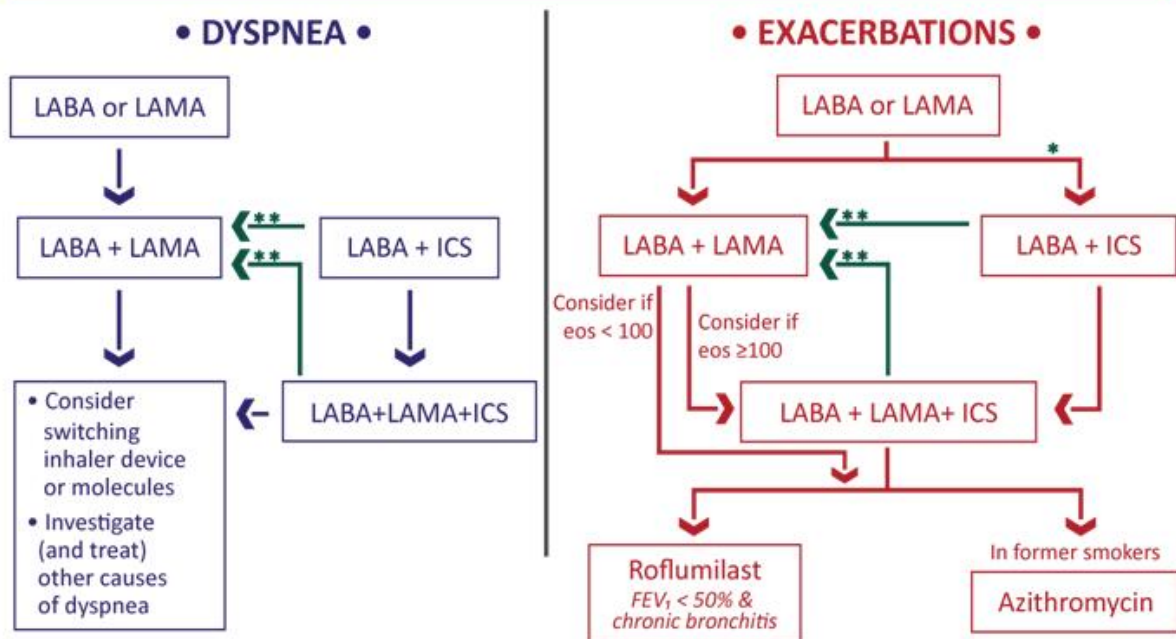 • DYSPNEA •
LABA or LAMA
LABA + LAMA
**
**
LABA + ICS
• Consider
switching
inhaler device
or molecules
• Investigate
(and treat)
other causes
of dyspnea
LABA+LAMA+ICS
• EXACERBATIONS •
LABA or LAMA
*
LABA + LAMA
**
**
LABA + ICS
Consider if
eos < 100
Consider if
eos ≥100
LABA + LAMA+ ICS
Roflumilast
FEV₁ < 50% &
chronic bronchitis
In former smokers
Azithromycin